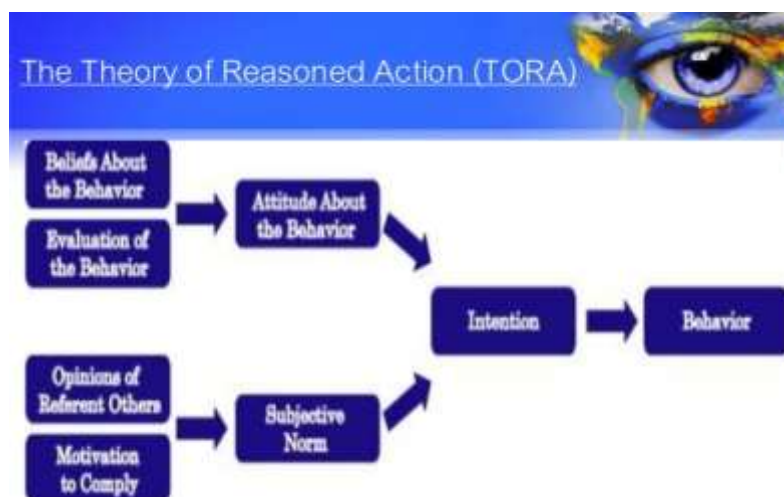 The Theory of Reasoned Action (TORA)
Beliefs About
the Behavior
Evaluation of
the Behavior
Attitude About
the Behavior
Intention
Behavior
Opinions of
Referent Others
Motivation
to Comply
Subjective
Norm